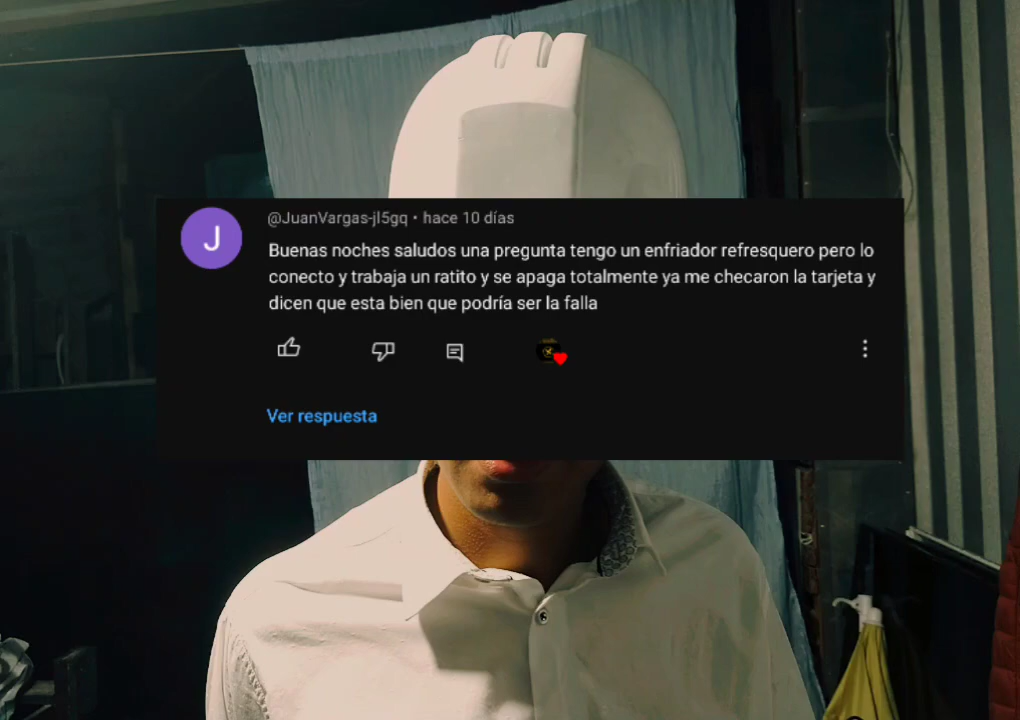 J
@JuanVargas-jl5gq • hace 10 días
Buenas noches saludos una pregunta tengo un enfriador refresquero pero lo
conecto y trabaja un ratito y se apaga totalmente ya me checaron la tarjeta y
dicen que esta bien que podría ser la falla
Ver respuesta